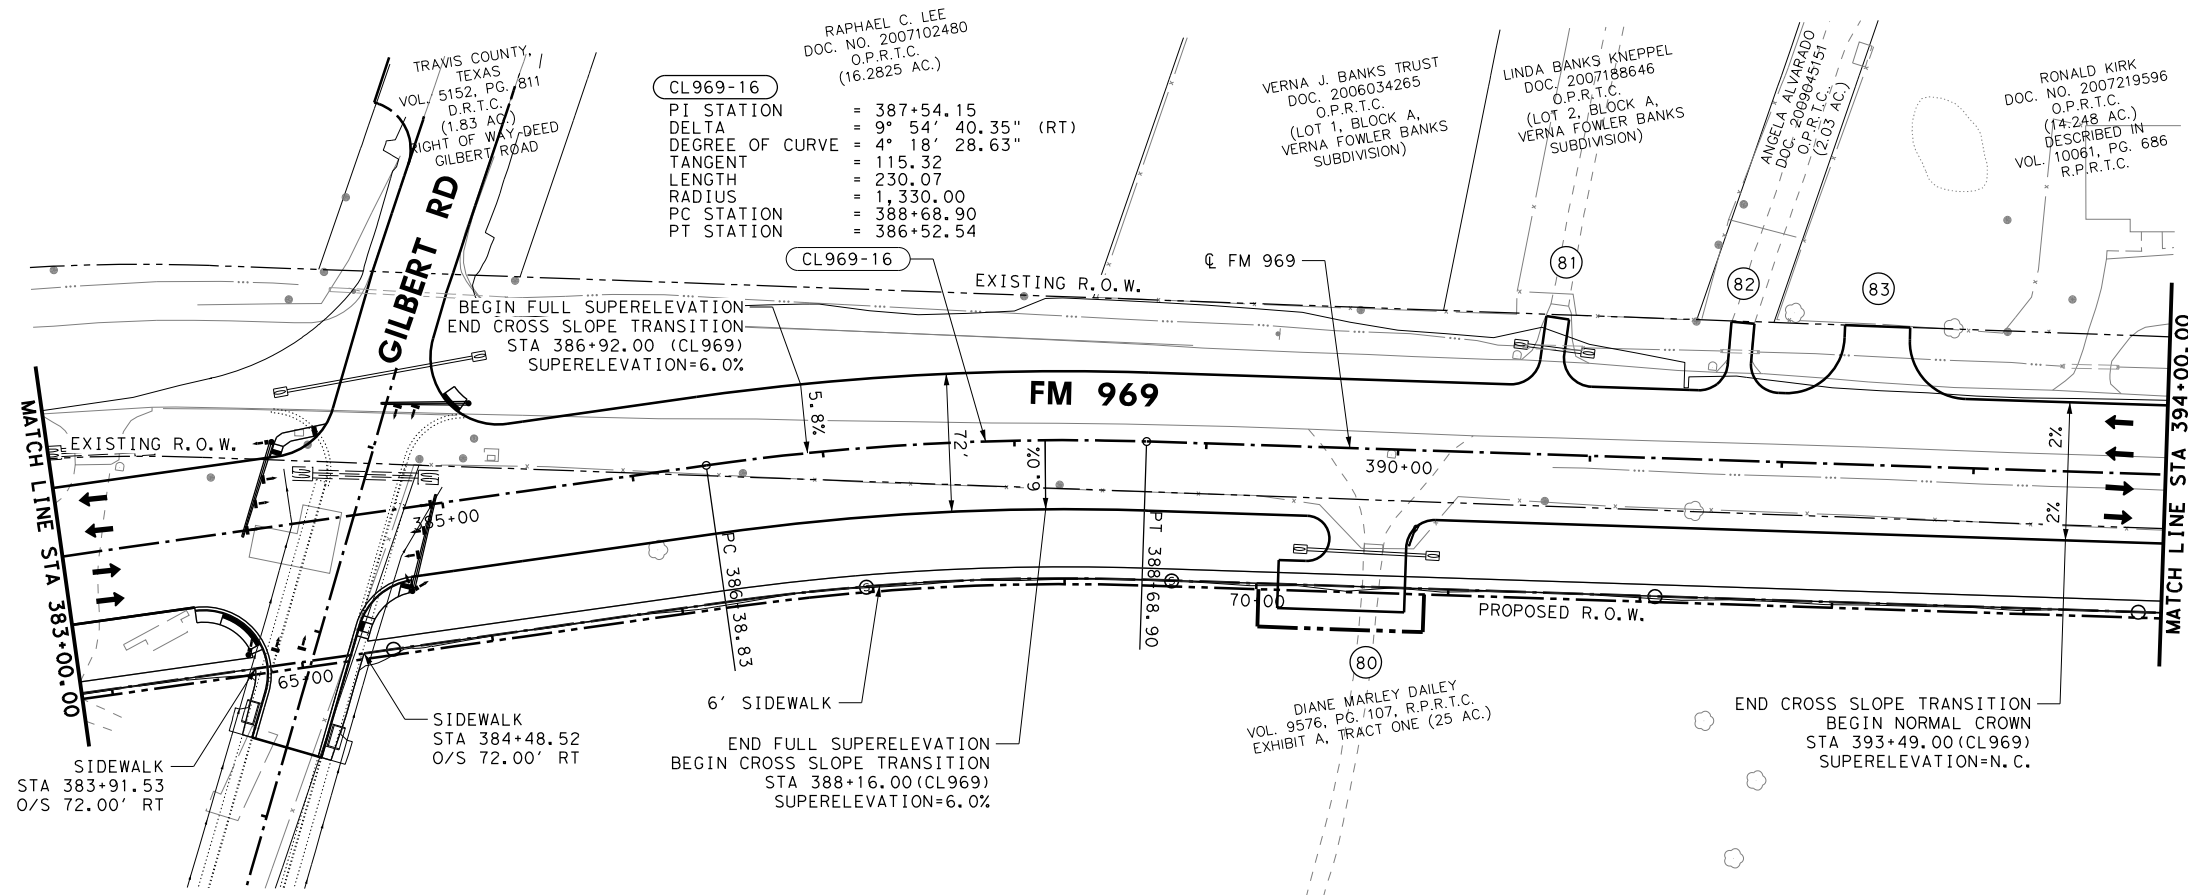 TRAVIS COUNTY,
TEXAS
VOL. 5152, PG. 811
D.R.T.C.
(1.83 AC.)
RIGHT OF WAY DEED
GILBERT ROAD
RAPHAEL C. LEE
DOC. NO. 2007102480
O.P.R.T.C.
(16.2825 AC.)
CL969-16
PI STATION = 387+54.15
DELTA = 9° 54' 40.35" (RT)
DEGREE OF CURVE = 4° 18' 28.63"
TANGENT = 115.32
LENGTH = 230.07
RADIUS = 1,330.00
PC STATION = 388+68.90
PT STATION = 386+52.54
VERNA J. BANKS TRUST
DOC. 2006034265
O.P.R.T.C.
(LOT 1, BLOCK A,
VERNA FOWLER BANKS
SUBDIVISION)
LINDA BANKS KNEPPEL
DOC. 2007188646
O.P.R.T.C.
(LOT 2, BLOCK A,
VERNA FOWLER BANKS
SUBDIVISION)
ANGELA ALVARADO
DOC. 2009045151
O.P.R.T.C.
(2.03 AC.)
RONALD KIRK
DOC. NO. 2007219596
O.P.R.T.C.
(14.248 AC.)
DESCRIBED IN
VOL. 10061, PG. 686
R.P.R.T.C.
GILBERT RD
CL969-16
℄ FM 969
81
82
83
EXISTING R.O.W.
BEGIN FULL SUPERELEVATION
END CROSS SLOPE TRANSITION
STA 386+92.00 (CL969)
SUPERELEVATION=6.0%
MATCH LINE STA 383+00.00
EXISTING R.O.W.
5.8%
72'
FM 969
6.0%
390+00
2%
2%
MATCH LINE STA 394+00.00
385+00
PC 386+38.83
PT 388+68.90
70+00
PROPOSED R.O.W.
65+00
80
6' SIDEWALK
DIANE MARLEY DAILEY
VOL. 9576, PG. 107, R.P.R.T.C.
EXHIBIT A, TRACT ONE (25 AC.)
SIDEWALK
STA 384+48.52
O/S 72.00' RT
SIDEWALK
STA 383+91.53
O/S 72.00' RT
END FULL SUPERELEVATION
BEGIN CROSS SLOPE TRANSITION
STA 388+16.00(CL969)
SUPERELEVATION=6.0%
END CROSS SLOPE TRANSITION
BEGIN NORMAL CROWN
STA 393+49.00(CL969)
SUPERELEVATION=N.C.